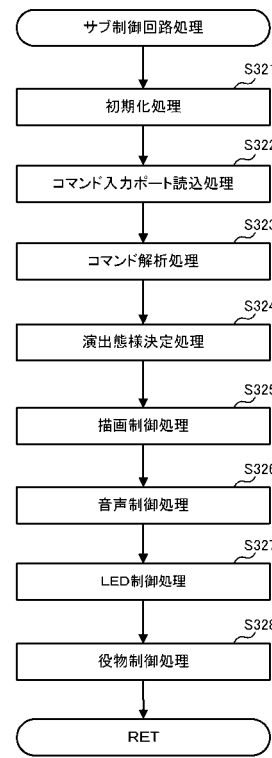 サブ制御回路処理
S321
初期化処理
S322
コマンド入力ポート読込処理
S323
コマンド解析処理
S324
演出態様決定処理
S325
描画制御処理
S326
音声制御処理
S327
LED制御処理
S328
役物制御処理
RET